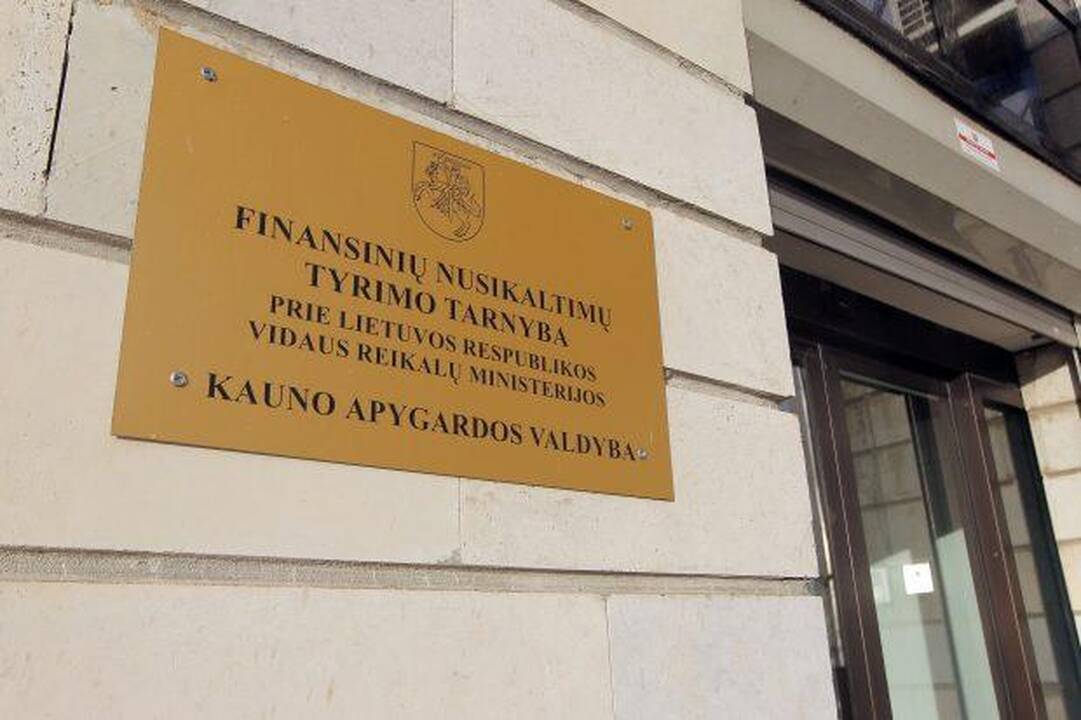 FINANSINIŲ NUSIKALTIMŲ
TYRIMO TARNYBA
PRIE LIETUVOS RESPUBLIKOS
VIDAUS REIKALŲ MINISTERIJOS
KAUNO APYGARDOS VALDYBA